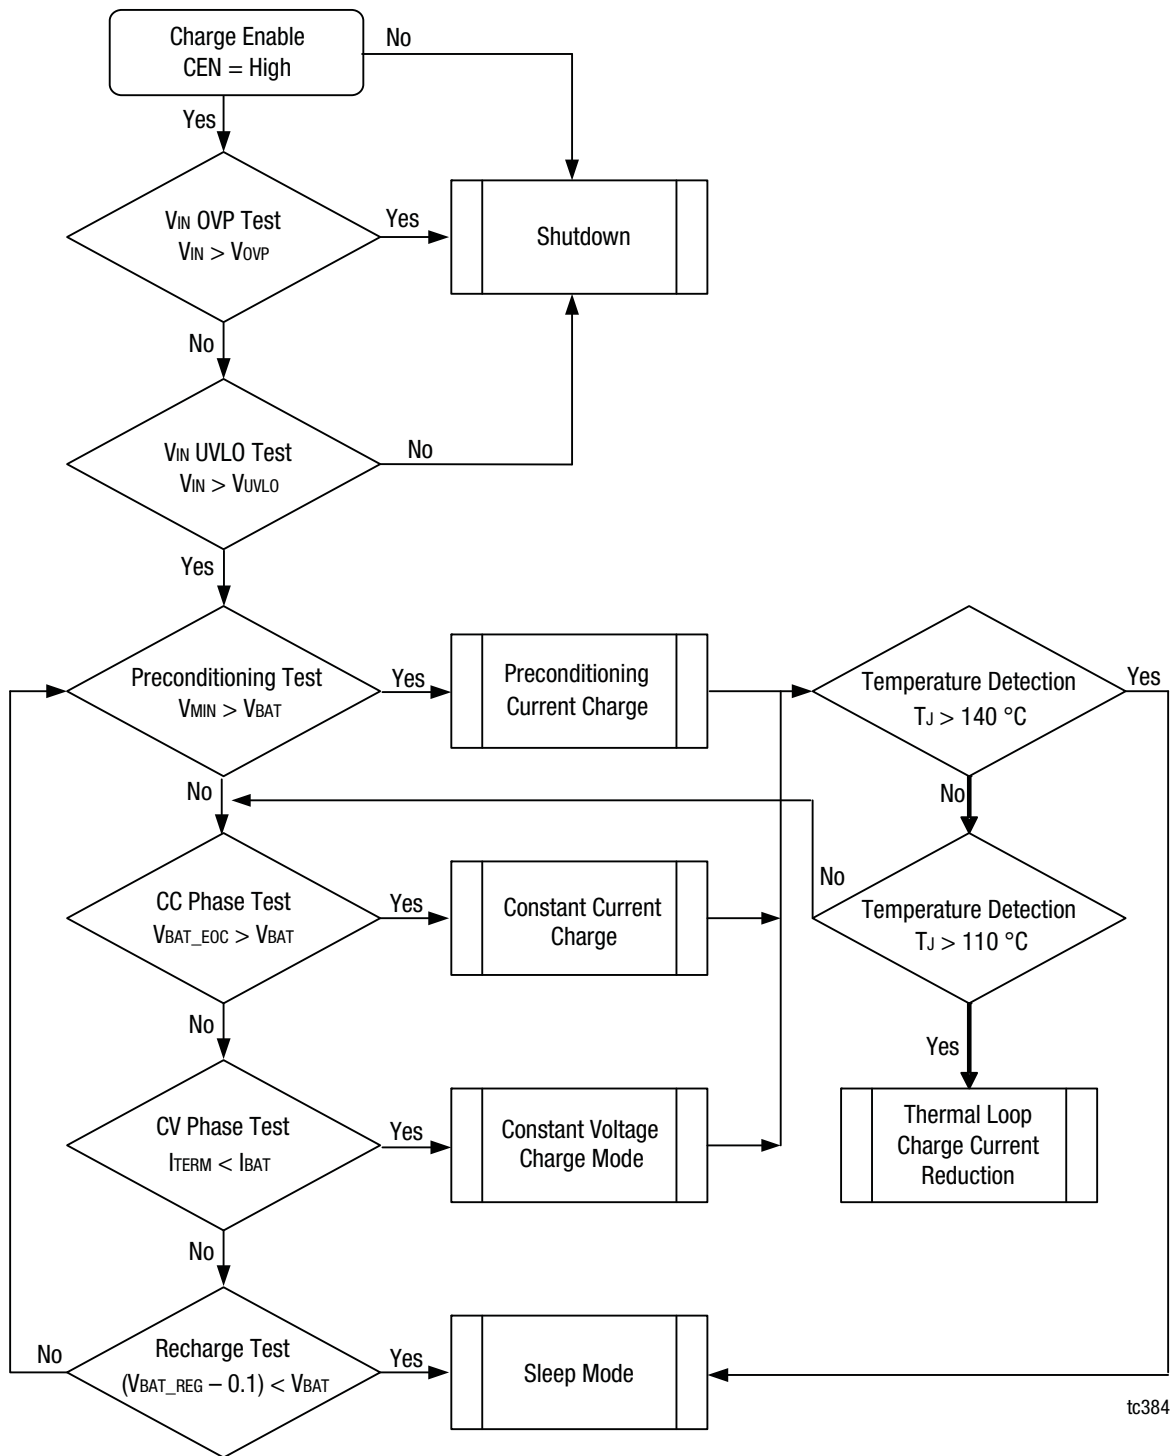 Charge Enable
CEN = High
No
Yes
VIN OVP Test
VIN > VOVP
Yes
Shutdown
No
VIN UVLO Test
VIN > VUVLO
No
Yes
Preconditioning Test
VMIN > VBAT
Yes
Preconditioning
Current Charge
Temperature Detection
TJ > 140 °C
Yes
No
No
CC Phase Test
VBAT_EOC > VBAT
Yes
Constant Current
Charge
No
Temperature Detection
TJ > 110 °C
No
Yes
CV Phase Test
ITERM < IBAT
Yes
Constant Voltage
Charge Mode
Thermal Loop
Charge Current
Reduction
No
No
Recharge Test
(VBAT_REG – 0.1) < VBAT
Yes
Sleep Mode
tc384